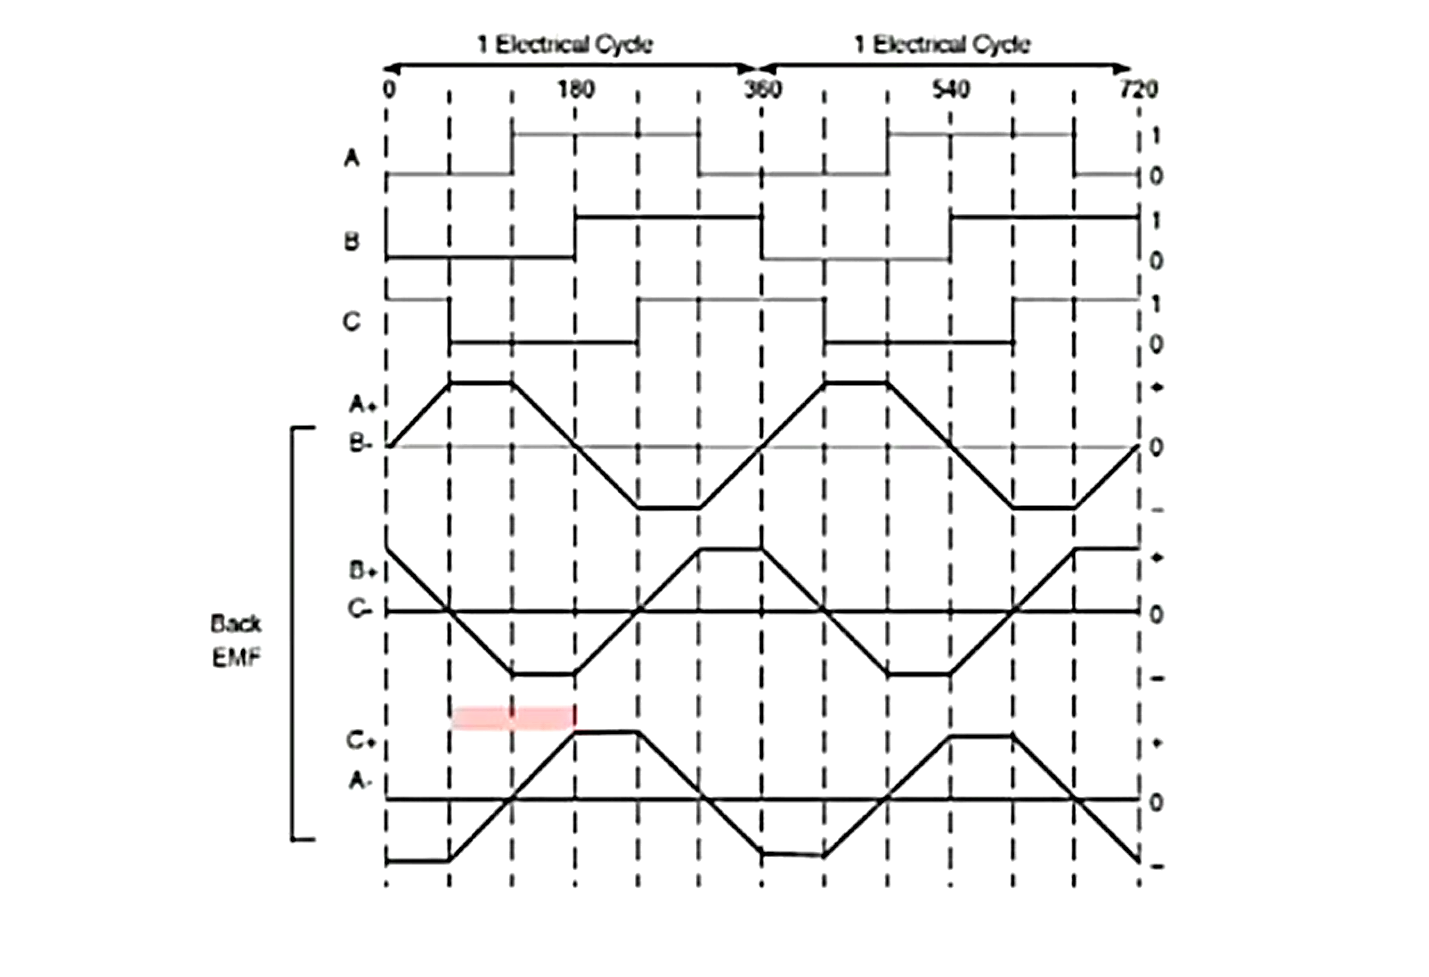 1 Electrical Cycle 1 Electrical Cycle
0 180 360 540 720
1
A
0
1
B
0
1
C
0
+
A+
B- 0
-
+
B+
C- 0
Back
EMF
-
C+ +
A- 0
-